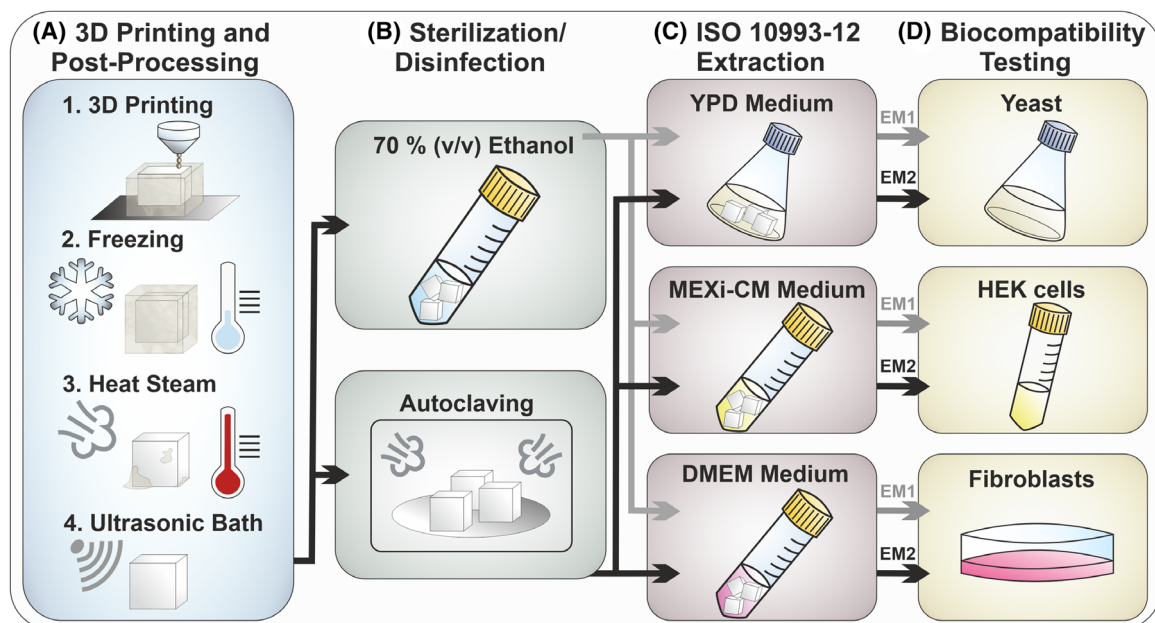 (A) 3D Printing and
Post-Processing
1. 3D Printing
2. Freezing
3. Heat Steam
4. Ultrasonic Bath
(B) Sterilization/
Disinfection
70 % (v/v) Ethanol
Autoclaving
(C) ISO 10993-12
Extraction
YPD Medium
MEXi-CM Medium
DMEM Medium
EM1
EM2
EM1
EM2
EM1
EM2
(D) Biocompatibility
Testing
Yeast
HEK cells
Fibroblasts